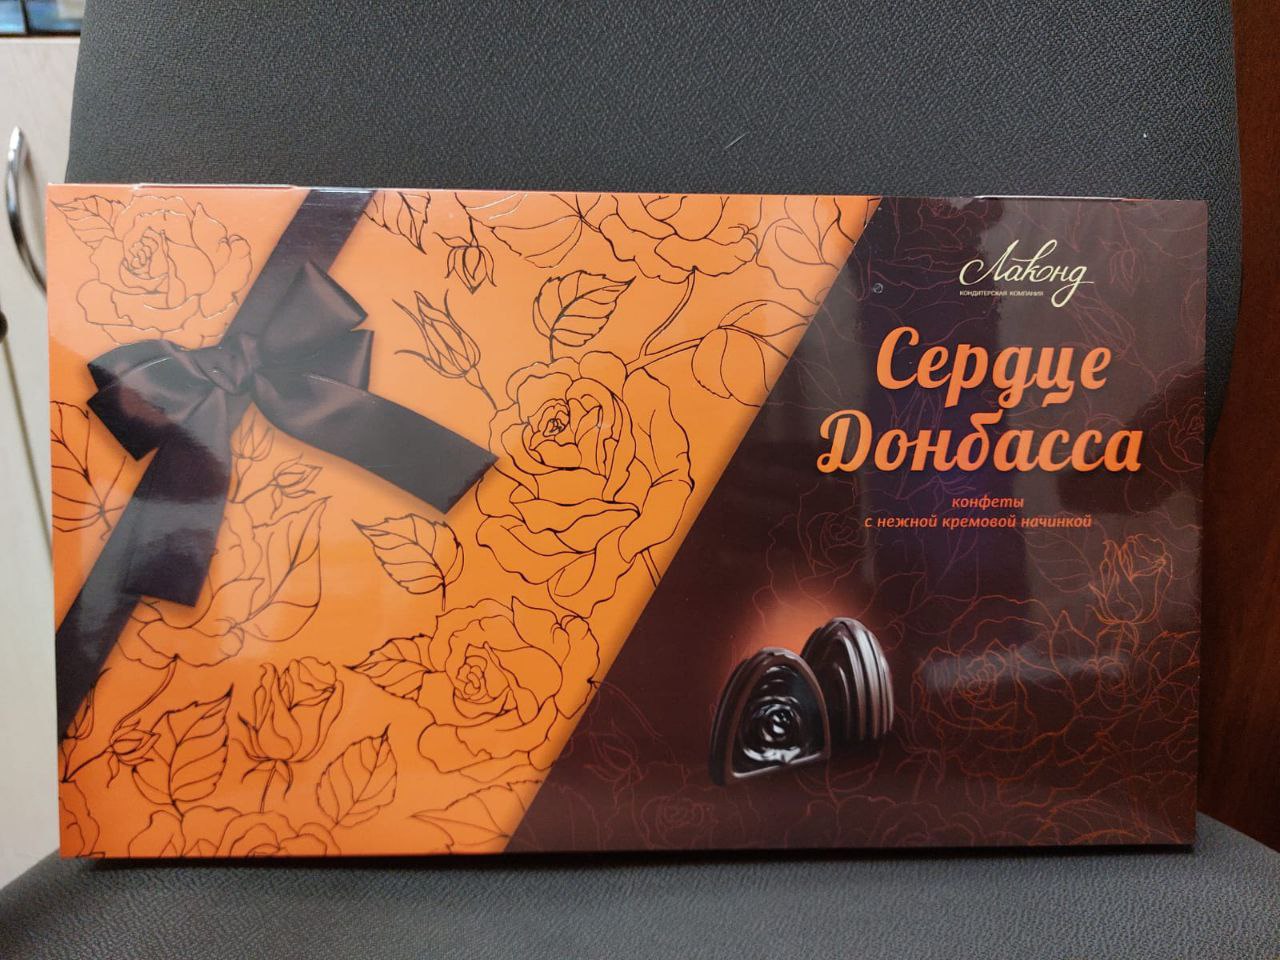 Лаконд
КОНДИТЕРСКАЯ КОМПАНИЯ
Сердце
Донбасса
конфеты
с нежной кремовой начинкой